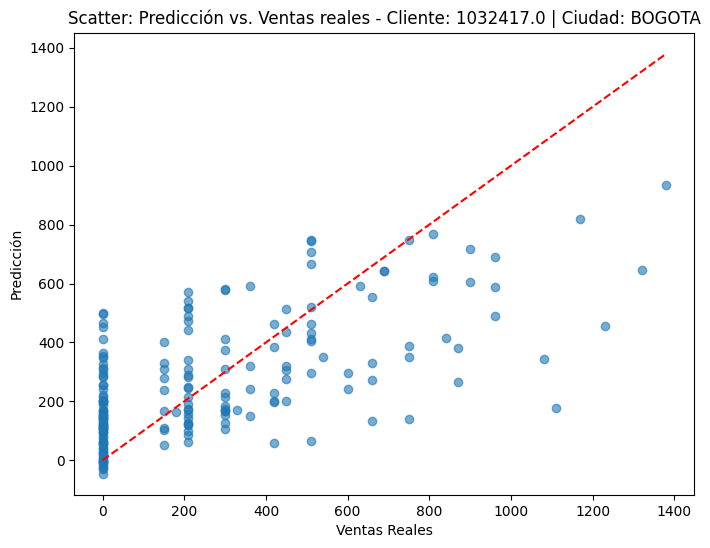 Scatter: Predicción vs. Ventas reales - Cliente: 1032417.0 | Ciudad: BOGOTA
1400
1200
1000
800
600
400
200
0
Predicción
0 200 400 600 800 1000 1200 1400
Ventas Reales